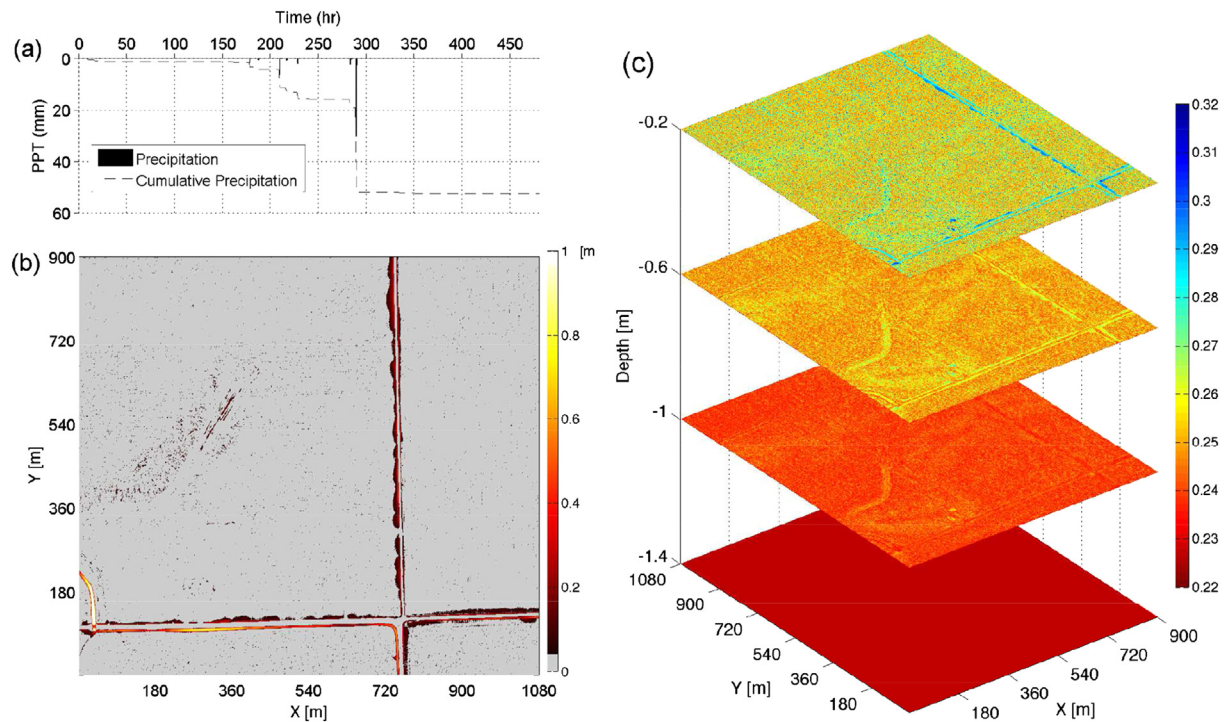 Time (hr)
(a)
0 50 100 150 200 250 300 350 400 450
0
20
40
60
PPT (mm)
Precipitation
Cumulative Precipitation
(b)
900
720
540
360
180
Y [m]
180 360 540 720 900 1080
X [m]
1 [m
0.8
0.6
0.4
0.2
0
(c)
-0.2
-0.6
-1
-1.4
Depth [m]
1080
900
720
540
360
180
Y [m]
180
360
540
720
900
X [m]
0.32
0.31
0.3
0.29
0.28
0.27
0.26
0.25
0.24
0.23
0.22